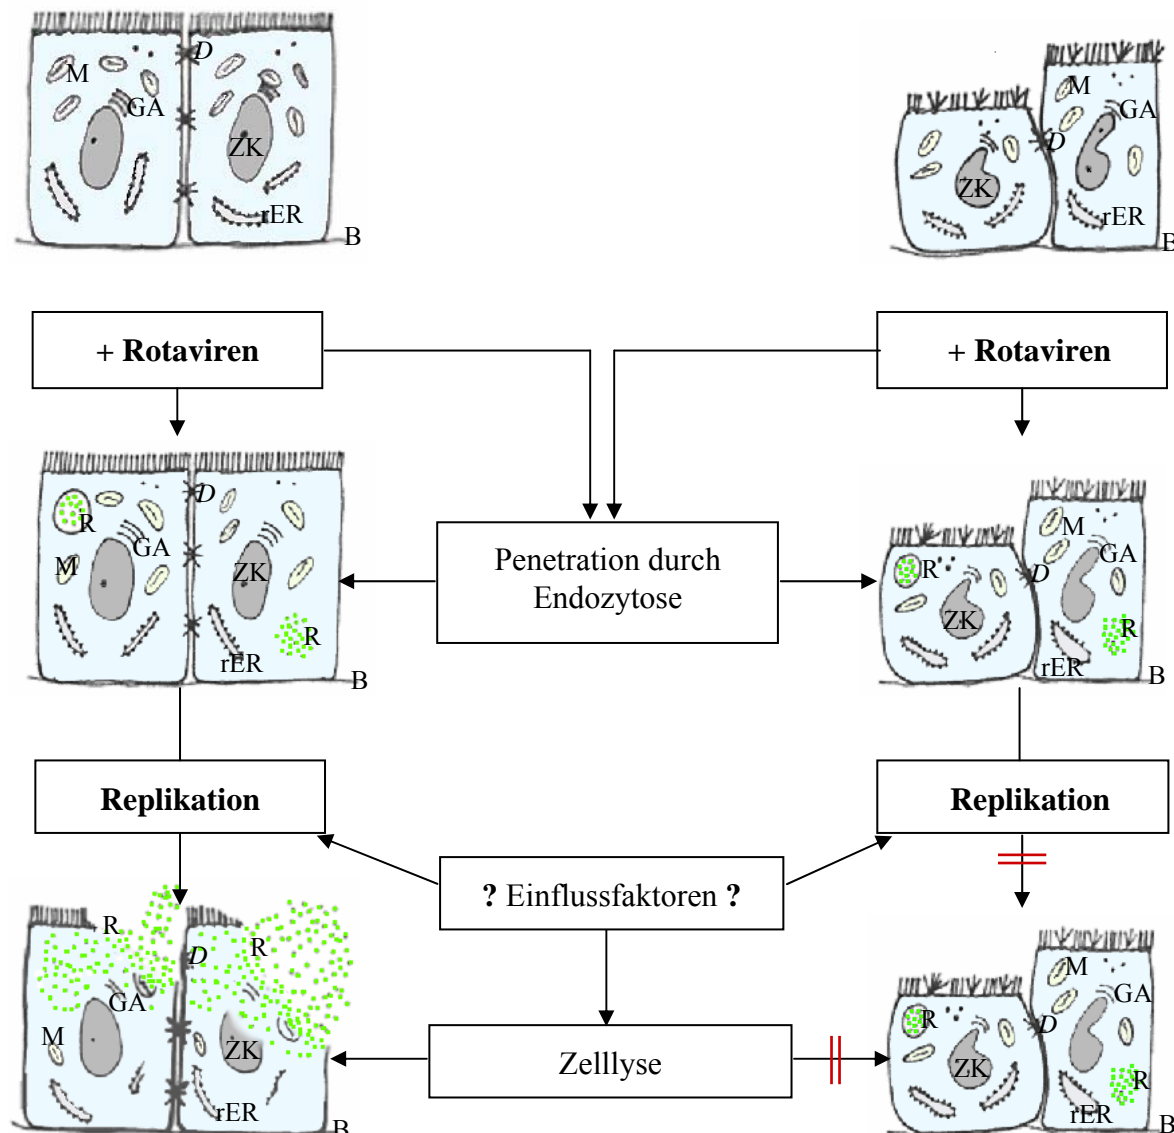 D
M
GA
ZK
rER
B
M
GA
D
ZK
rER
B
+ Rotaviren
+ Rotaviren
D
R
GA
M
ZK
R
rER
B
Penetration durch
Endozytose
M
GA
R
D
ZK
R
rER
B
Replikation
Replikation
? Einflussfaktoren ?
R
R
D
GA
M
ZK
rER
B
Zelllyse
M
GA
R
D
ZK
R
rER
B